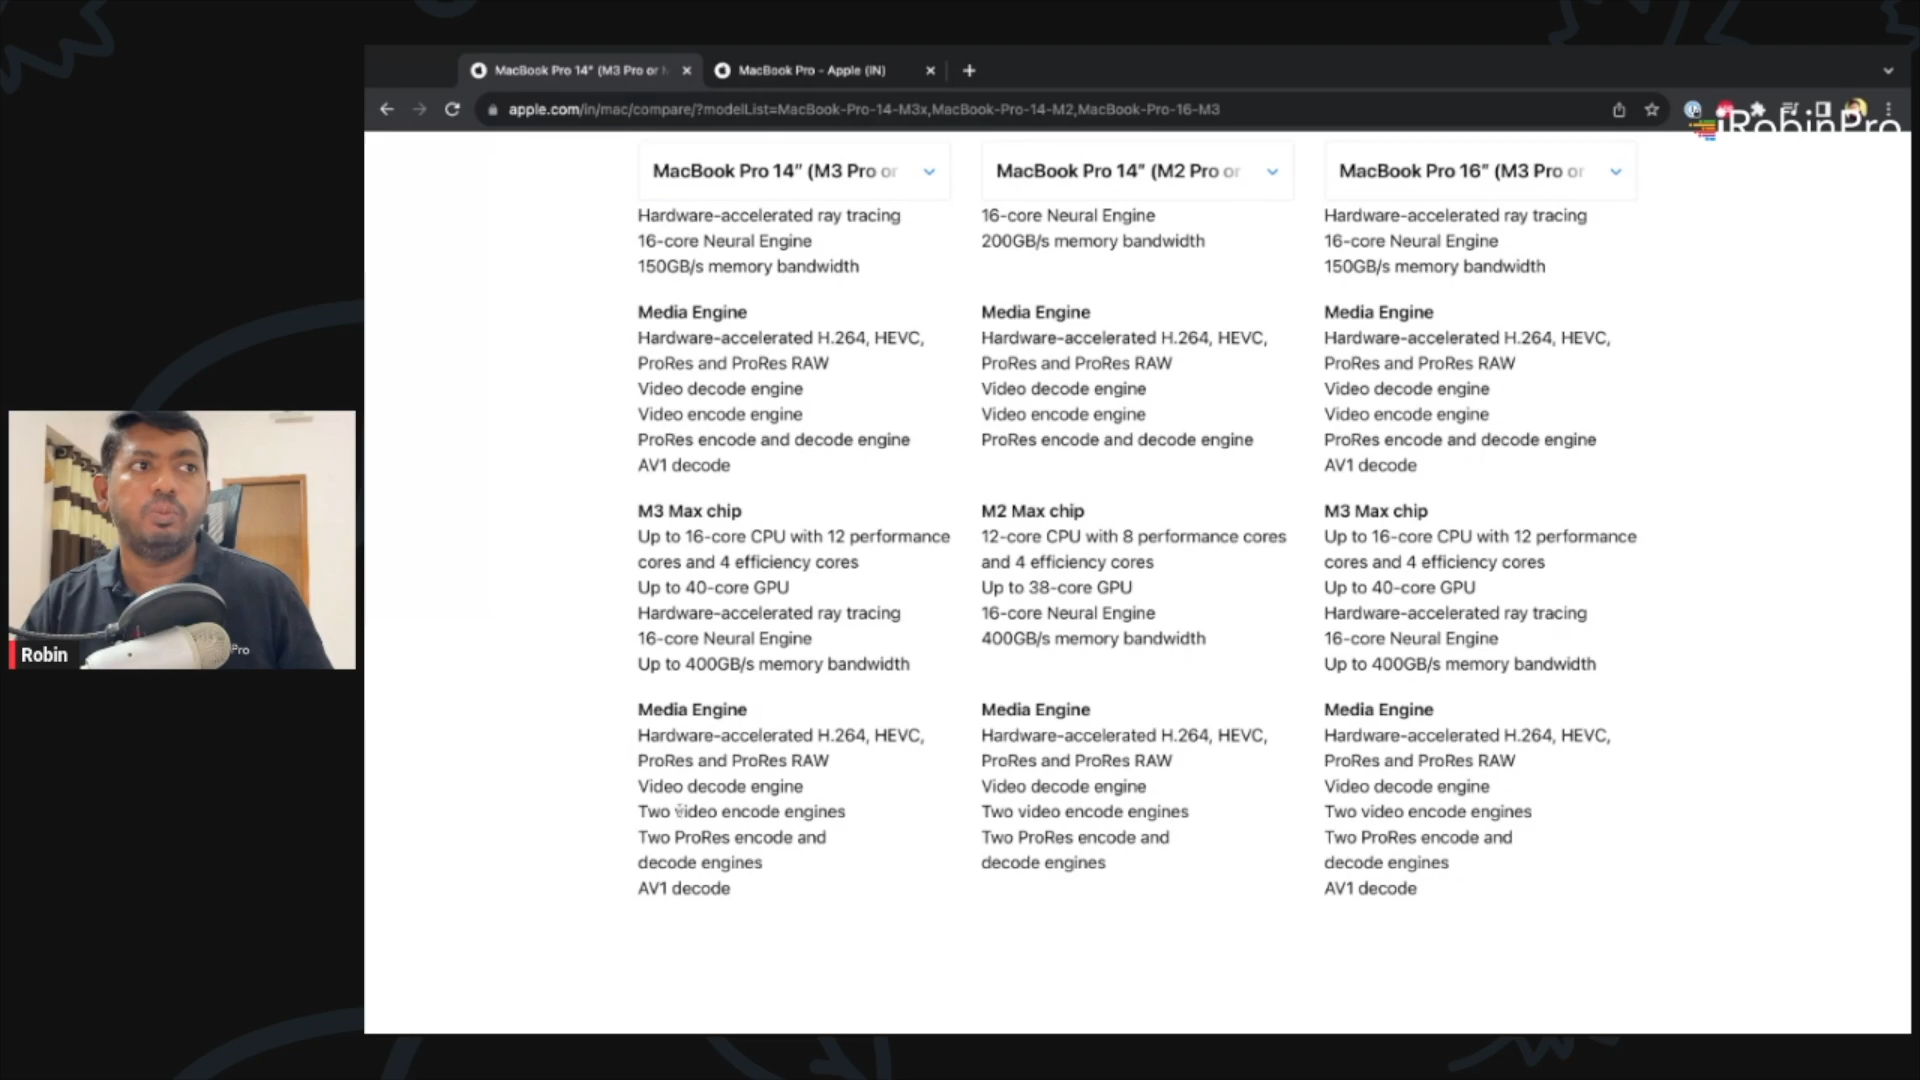 MacBook Pro 14" (M3 Pro or M
MacBook Pro - Apple (IN)
apple.com/in/mac/compare/?modelList=MacBook-Pro-14-M3x,MacBook-Pro-14-M2,MacBook-Pro-16-M3
iRobinPro
MacBook Pro 14" (M3 Pro or
MacBook Pro 14" (M2 Pro or
MacBook Pro 16" (M3 Pro or
Hardware-accelerated ray tracing
16-core Neural Engine
150GB/s memory bandwidth
Media Engine
Hardware-accelerated H.264, HEVC,
ProRes and ProRes RAW
Video decode engine
Video encode engine
ProRes encode and decode engine
AV1 decode
M3 Max chip
Up to 16-core CPU with 12 performance
cores and 4 efficiency cores
Up to 40-core GPU
Hardware-accelerated ray tracing
16-core Neural Engine
Up to 400GB/s memory bandwidth
Media Engine
Hardware-accelerated H.264, HEVC,
ProRes and ProRes RAW
Video decode engine
Two video encode engines
Two ProRes encode and
decode engines
AV1 decode
16-core Neural Engine
200GB/s memory bandwidth
Media Engine
Hardware-accelerated H.264, HEVC,
ProRes and ProRes RAW
Video decode engine
Video encode engine
ProRes encode and decode engine
M2 Max chip
12-core CPU with 8 performance cores
and 4 efficiency cores
Up to 38-core GPU
16-core Neural Engine
400GB/s memory bandwidth
Media Engine
Hardware-accelerated H.264, HEVC,
ProRes and ProRes RAW
Video decode engine
Two video encode engines
Two ProRes encode and
decode engines
Hardware-accelerated ray tracing
16-core Neural Engine
150GB/s memory bandwidth
Media Engine
Hardware-accelerated H.264, HEVC,
ProRes and ProRes RAW
Video decode engine
Video encode engine
ProRes encode and decode engine
AV1 decode
M3 Max chip
Up to 16-core CPU with 12 performance
cores and 4 efficiency cores
Up to 40-core GPU
Hardware-accelerated ray tracing
16-core Neural Engine
Up to 400GB/s memory bandwidth
Media Engine
Hardware-accelerated H.264, HEVC,
ProRes and ProRes RAW
Video decode engine
Two video encode engines
Two ProRes encode and
decode engines
AV1 decode
Pro
Robin